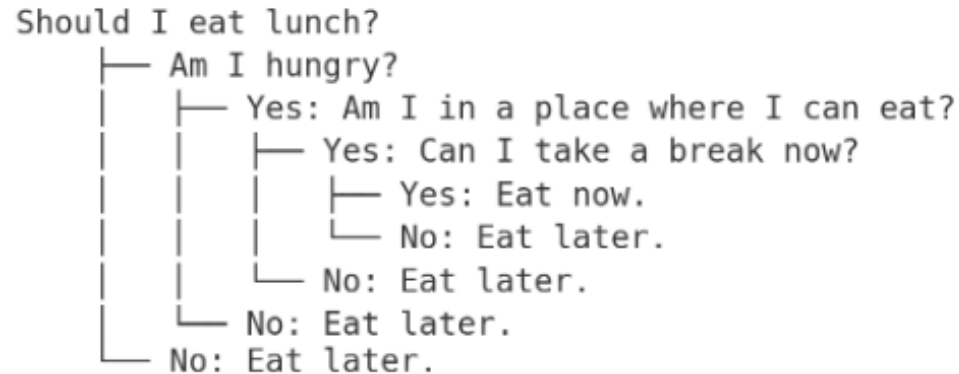 Should I eat lunch?
Am I hungry?
Yes: Am I in a place where I can eat?
Yes: Can I take a break now?
Yes: Eat now.
No: Eat later.
No: Eat later.
No: Eat later.
No: Eat later.